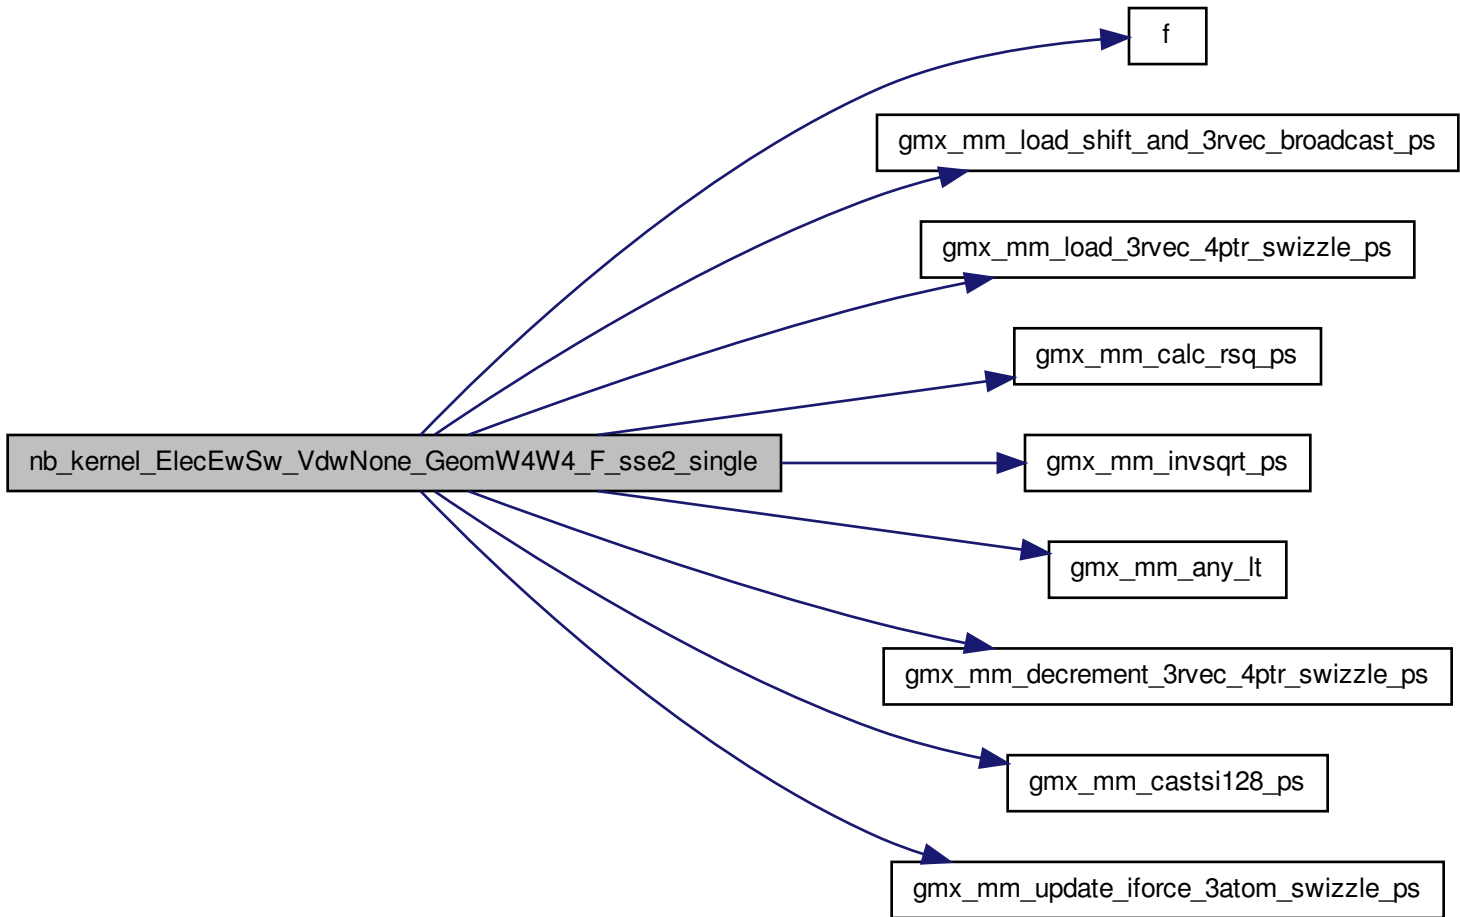 f
gmx_mm_load_shift_and_3rvec_broadcast_ps
gmx_mm_load_3rvec_4ptr_swizzle_ps
gmx_mm_calc_rsq_ps
nb_kernel_ElecEwSw_VdwNone_GeomW4W4_F_sse2_single
gmx_mm_invsqrt_ps
gmx_mm_any_lt
gmx_mm_decrement_3rvec_4ptr_swizzle_ps
gmx_mm_castsi128_ps
gmx_mm_update_iforce_3atom_swizzle_ps